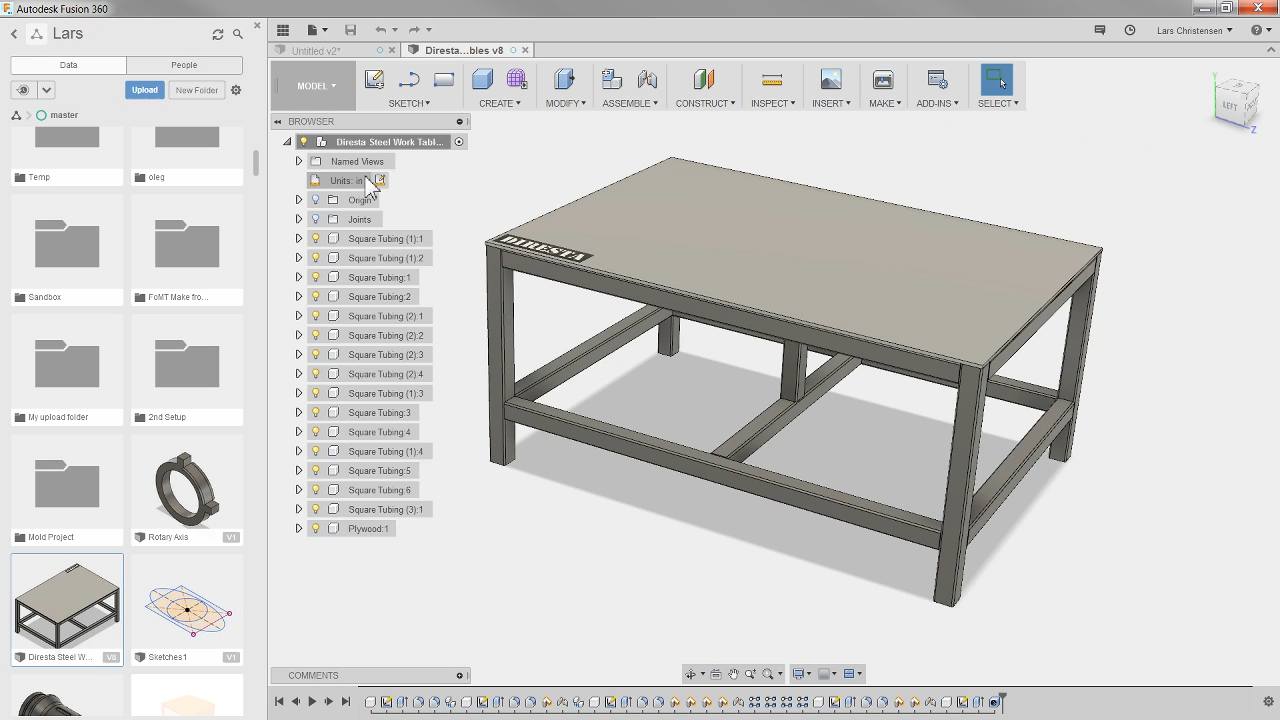 Autodesk Fusion 360
Lars
Lars Christensen
Data
People
Untitled v2*
Diresta...bles v8
Upload
New Folder
MODEL
SKETCH
CREATE
MODIFY
ASSEMBLE
CONSTRUCT
INSPECT
INSERT
MAKE
ADD-INS
SELECT
master
BROWSER
Diresta Steel Work Tabl...
Named Views
Units: in
Origin
Joints
Square Tubing (1):1
Square Tubing (1):2
Square Tubing:1
Square Tubing:2
Square Tubing (2):1
Square Tubing (2):2
Square Tubing (2):3
Square Tubing (2):4
Square Tubing (1):3
Square Tubing:3
Square Tubing:4
Square Tubing (1):4
Square Tubing:5
Square Tubing:6
Square Tubing (3):1
Plywood:1
Temp
oleg
Sandbox
FoMT Make fro...
My upload folder
2nd Setup
Mold Project
Rotary Axis
V1
Diresta Steel W...
V8
Sketches1
V1
DIRESTA
Y
LEFT
Z
COMMENTS